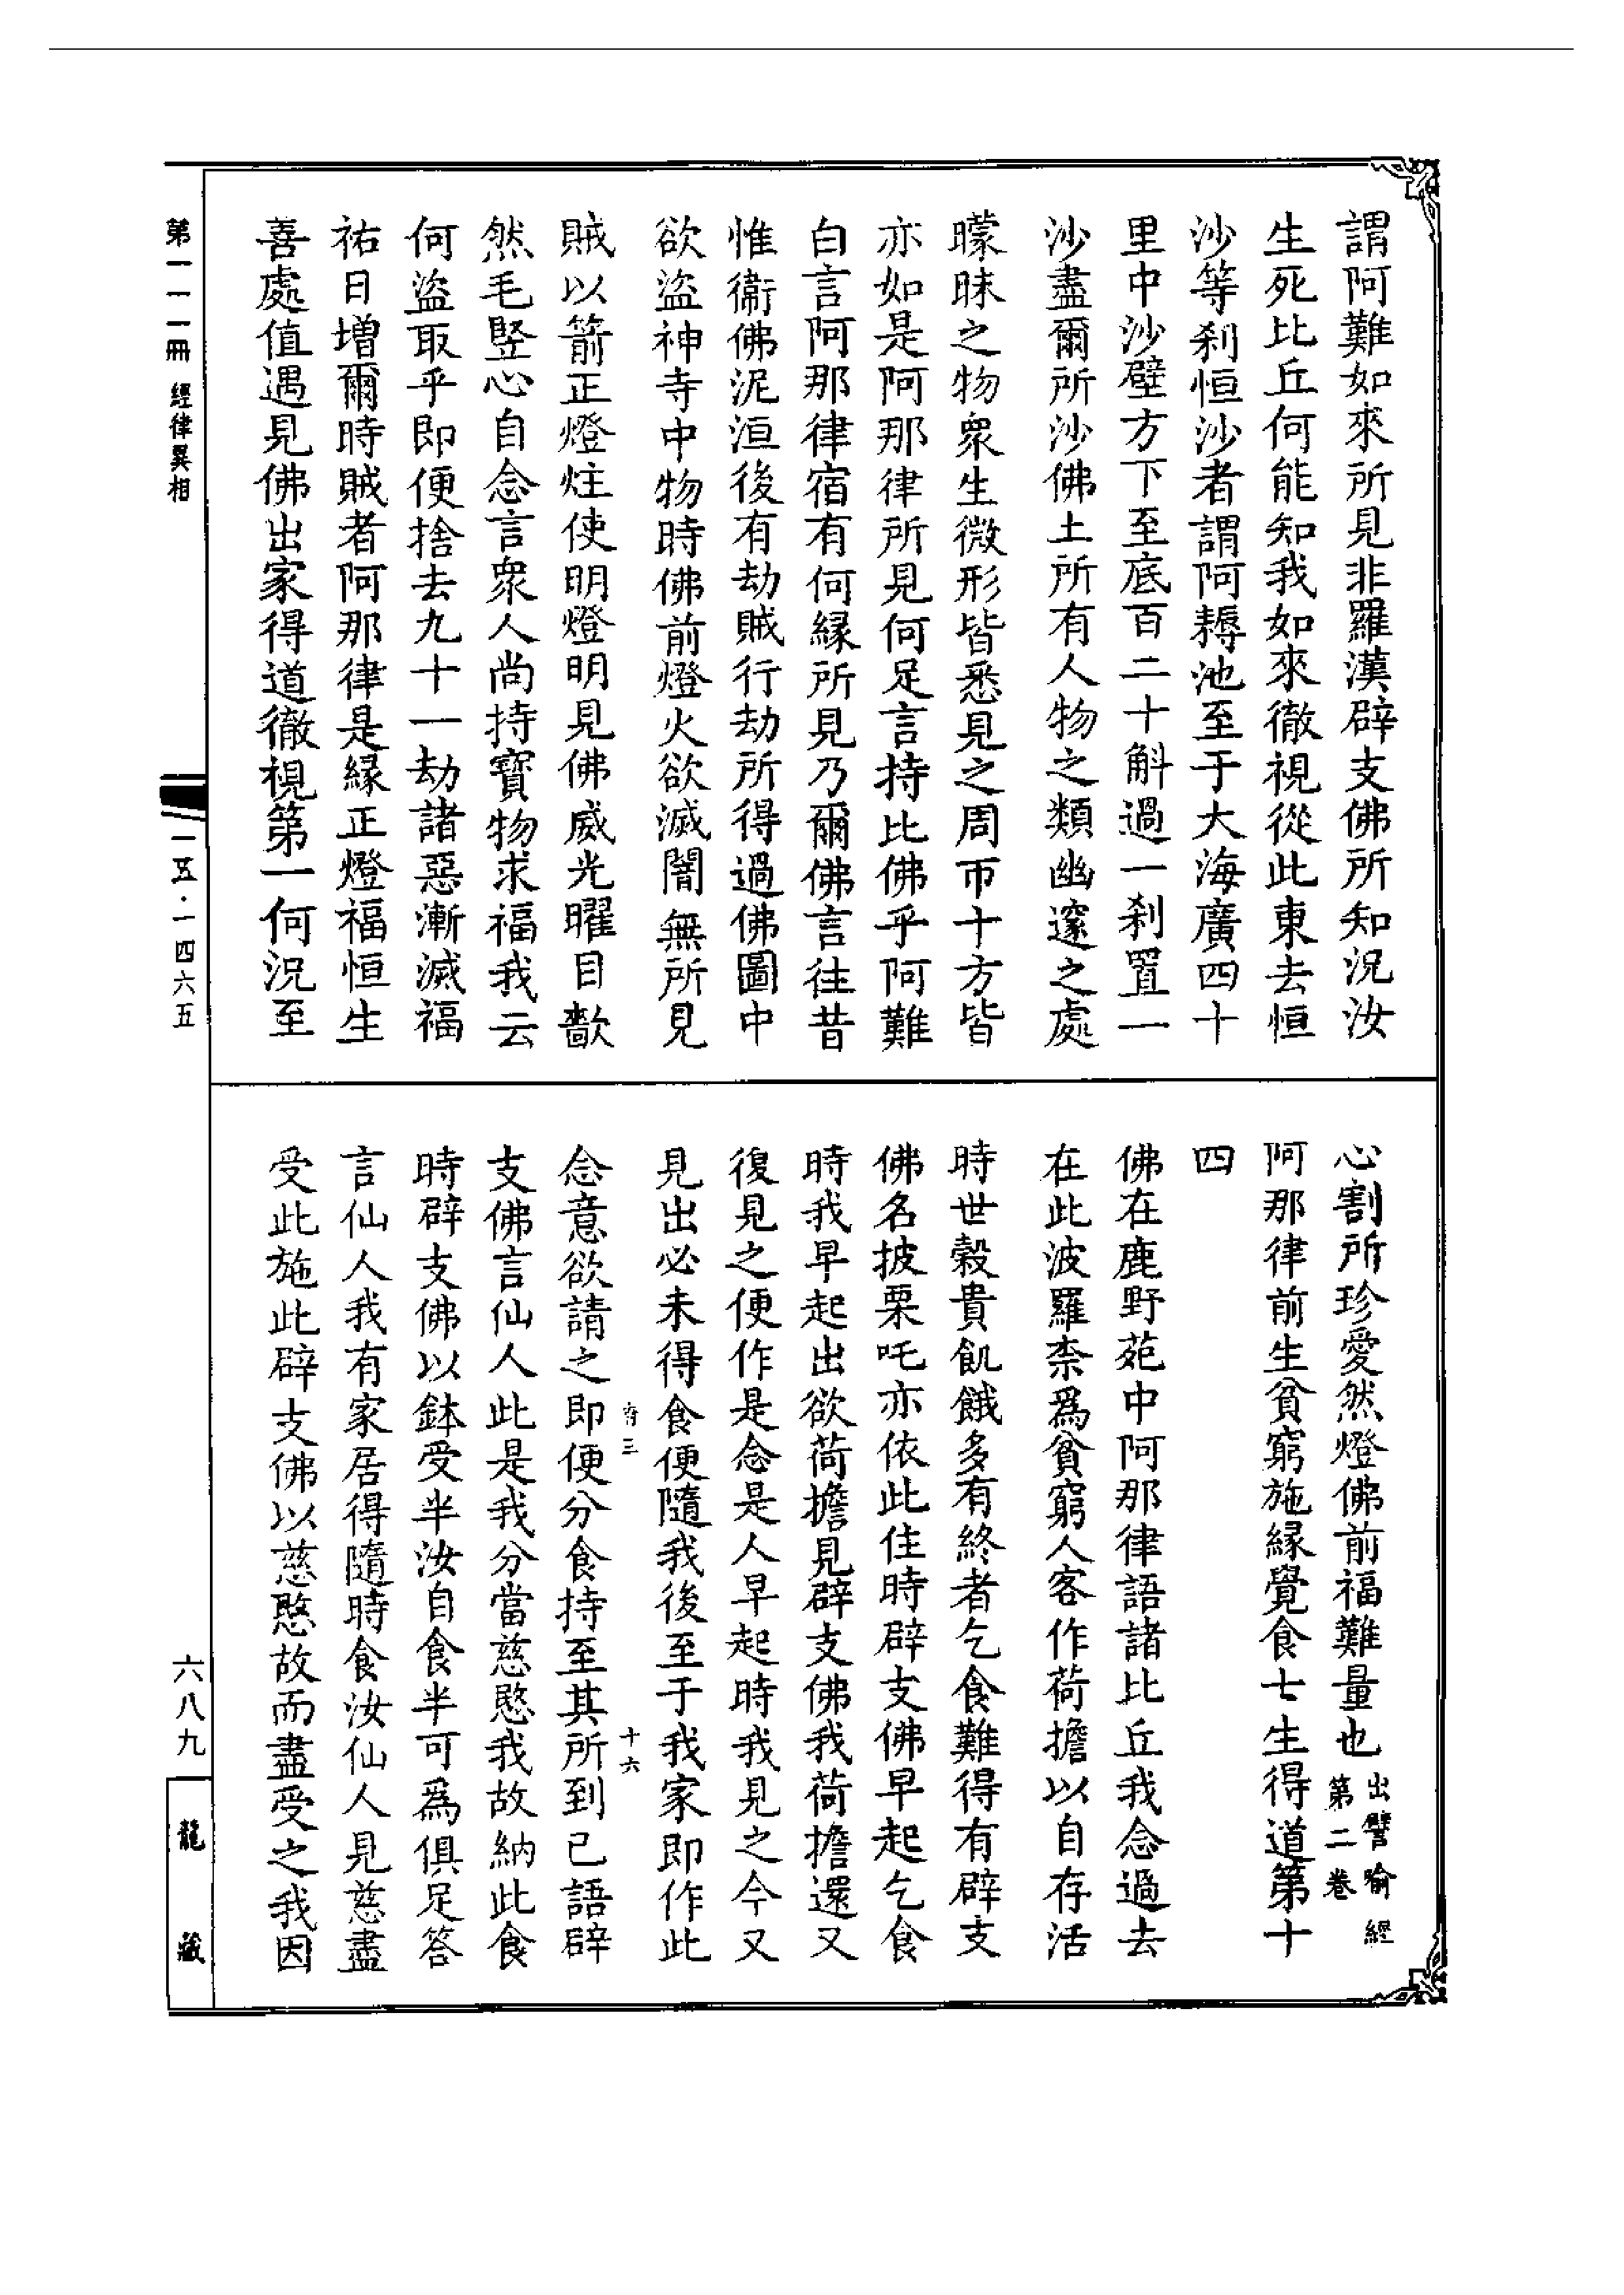 謂阿難如來所見非羅漢辟支佛所知況汝
生死比丘何能知我如來徹視從此東去恒
沙等刹恒沙者謂阿耨池至于大海廣四十
里中沙壁方下至底百二十斛過一刹置一
沙盡爾所沙佛土所有人物之類幽邃之處
曚昧之物衆生微形皆悉見之周帀十方皆
亦如是阿那律所見何足言持比佛乎阿難
白言阿那律宿有何緣所見乃爾佛言往昔
惟衞佛泥洹後有劫賊行劫所得過佛圖中
欲盜神寺中物時佛前燈火欲滅闇無所見
賊以箭正燈炷使明燈明見佛威光曜目歡
然毛竪心自念言衆人尚持寶物求福我云
何盜取乎即便捨去九十一劫諸惡漸滅福
祐日增爾時賊者阿那律是緣正燈福恒生
善處值遇見佛出家得道徹視第一何況至
心割所珍愛然燈佛前福難量也出譬喻經第二卷
阿那律前生貧窮施緣覺食七生得道第十
四
佛在鹿野苑中阿那律語諸比丘我念過去
在此波羅柰爲貧窮人客作荷擔以自存活
時世穀貴飢餓多有終者乞食難得有辟支
佛名披栗吒亦依此住時辟支佛早起乞食
時我早起出欲荷擔見辟支佛我荷擔還又
復見之便作是念是人早起時我見之今又
見出必未得食便隨我後至于我家即作此
念意欲請之即便分食持至其所到已語辟
支佛言仙人此是我分當慈愍我故納此食
時辟支佛以鉢受半汝自食半可爲俱足答
言仙人我有家居得隨時食汝仙人見慈盡
受此施此辟支佛以慈愍故而盡受之我因
三
十六
第一一一冊 經律異相
一五·一四六五
六八九
龍藏